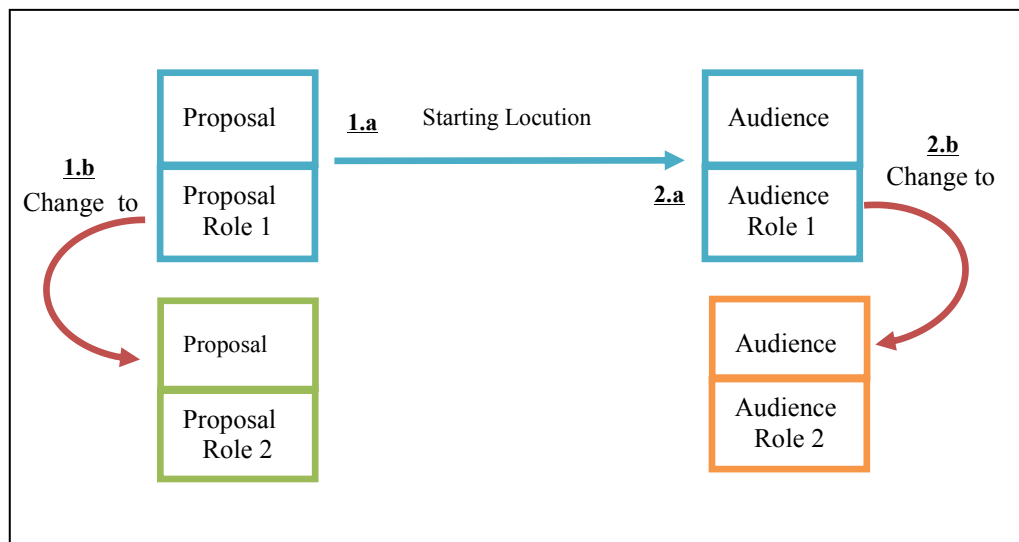 Proposal
Proposal
Role 1
1.a
Starting Locution
2.a
Audience
Audience
Role 1
1.b
Change to
2.b
Change to
Proposal
Proposal
Role 2
Audience
Audience
Role 2